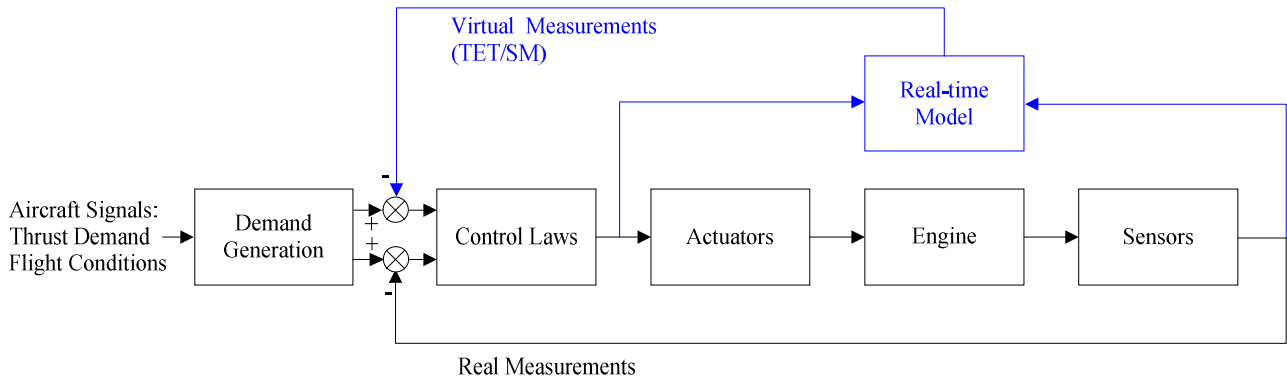 Virtual Measurements
(TET/SM)
Real-time
Model
-
Aircraft Signals:
Thrust Demand
Flight Conditions
Demand
Generation
+
+
-
Control Laws
Actuators
Engine
Sensors
Real Measurements